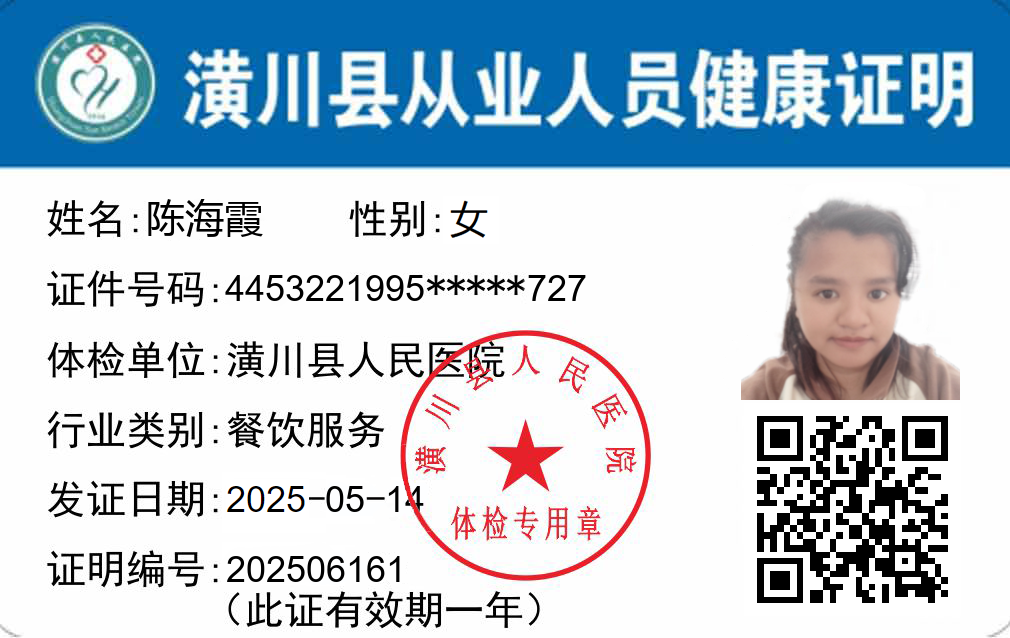 潢川县从业人员健康证明
姓名:陈海霞 性别:女
证件号码:4453221995*****727
体检单位:潢川县人民医院
行业类别:餐饮服务
发证日期:2025-05-14
证明编号:202506161
（此证有效期一年）
潢川县人民医院
体检专用章